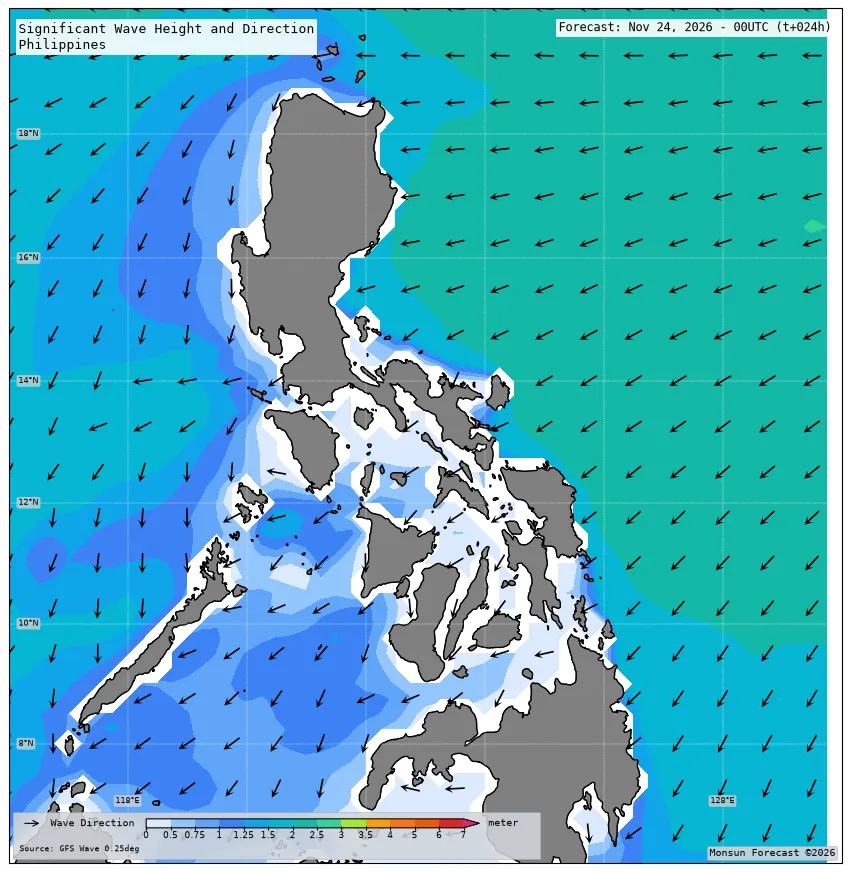 Significant Wave Height and Direction
Philippines
Forecast: Nov 24, 2026 - 00UTC (t+024h)
18°N
16°N
14°N
12°N
10°N
8°N
118°E
128°E
Wave Direction
0 0.5 0.75 1 1.25 1.5 2 2.5 3 3.5 4 5 6 7
meter
Source: GFS Wave 0.25deg
Monsun Forecast ©2026